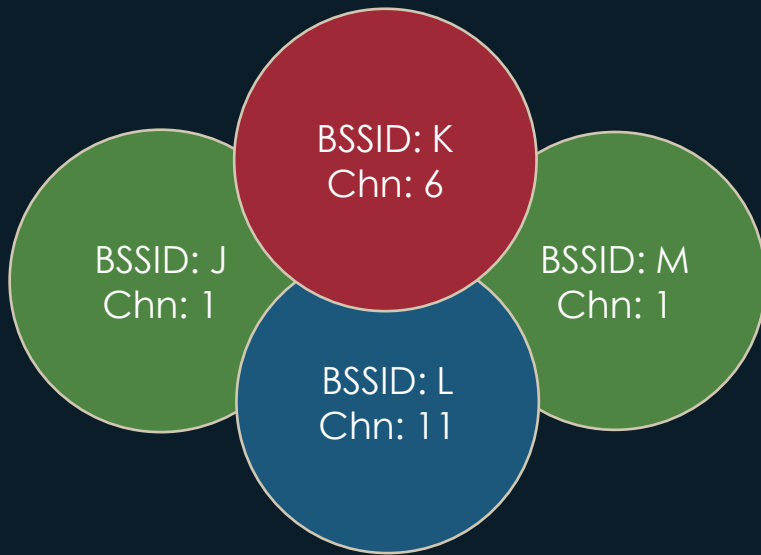 BSSID: K
Chn: 6
BSSID: J
Chn: 1
BSSID: M
Chn: 1
BSSID: L
Chn: 11